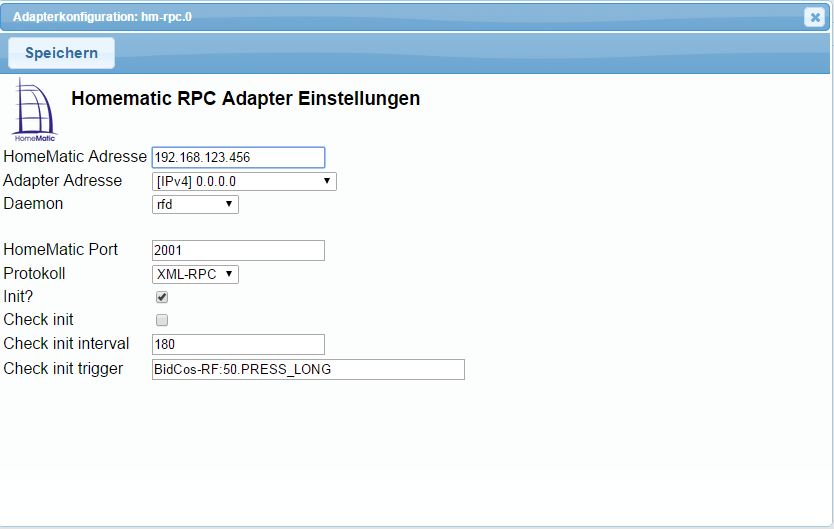 Adapterkonfiguration: hm-rpc.0
Speichern
HomeMatic
Homematic RPC Adapter Einstellungen
HomeMatic Adresse 192.168.123.456
Adapter Adresse [IPv4] 0.0.0.0
Daemon rfd
HomeMatic Port 2001
Protokoll XML-RPC
Init?
Check init
Check init interval 180
Check init trigger BidCos-RF:50.PRESS_LONG